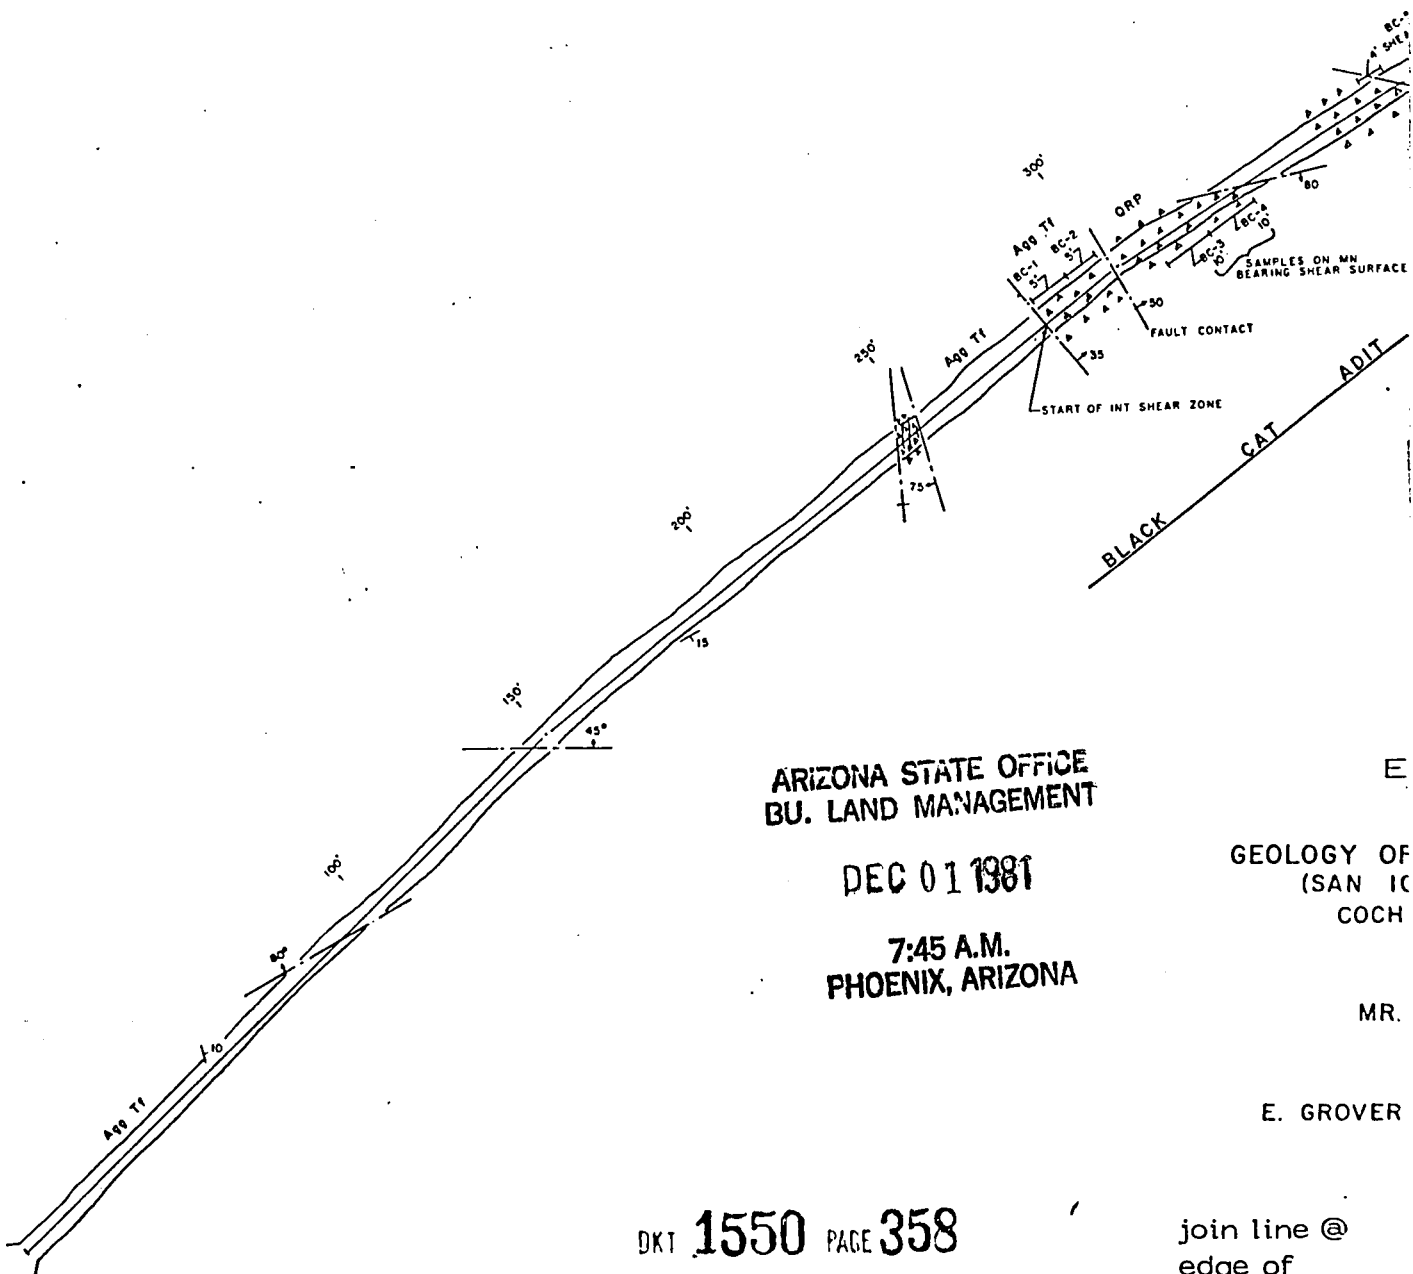 4'
300'
80
QRP
Agg Tf
BC-1
5'
BC-2
5'
BC-3
10'
BC-4
10'
SAMPLES ON MN
BEARING SHEAR SURFACE
50
FAULT CONTACT
35
250'
Agg Tf
START OF INT SHEAR ZONE
BLACK CAT ADIT
75
200'
15
150'
45°
ARIZONA STATE OFFICE
BU. LAND MANAGEMENT
DEC 01 1981
7:45 A.M.
PHOENIX, ARIZONA
E
GEOLOGY OF
(SAN
COCH
MR.
E. GROVER
100'
80°
10
Agg Tf
DKT 1550 PAGE 358
join line @
edge of